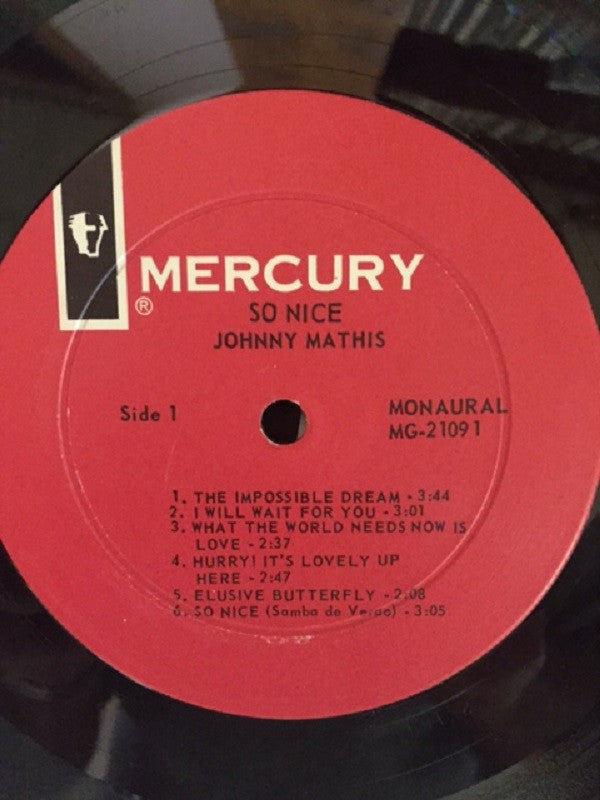 MERCURY
®
SO NICE
JOHNNY MATHIS
Side 1
MONAURAL
MG-21091
1. THE IMPOSSIBLE DREAM - 3:44
2. I WILL WAIT FOR YOU - 3:01
3. WHAT THE WORLD NEEDS NOW IS
LOVE - 2:37
4. HURRY! IT'S LOVELY UP
HERE - 2:47
5. ELUSIVE BUTTERFLY - 2:08
6. SO NICE (Samba de Verao) - 3:05